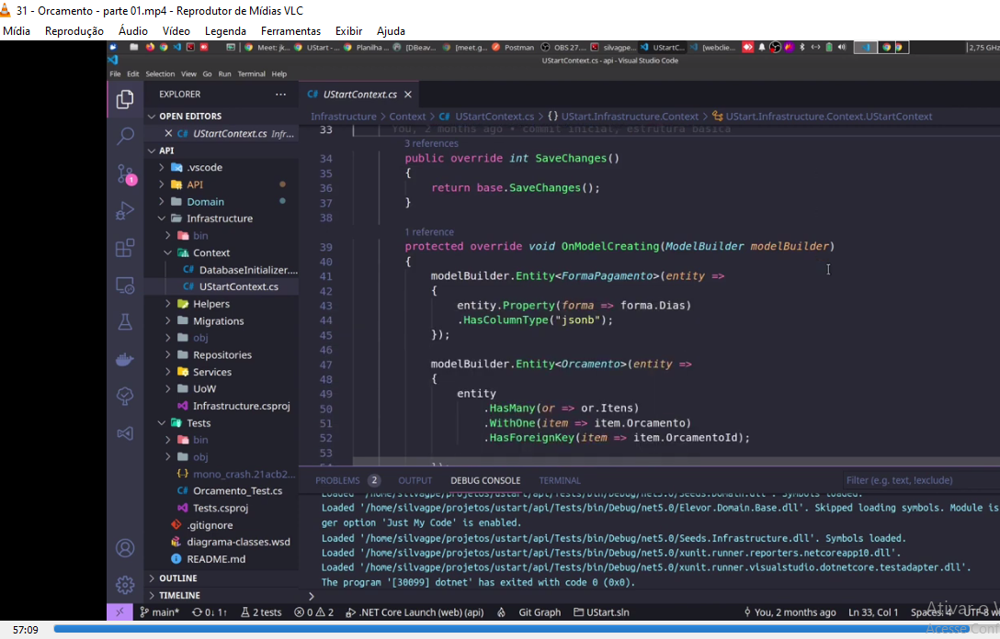 31 - Orcamento - parte 01.mp4 - Reprodutor de Mídias VLC
Mídia Reprodução Áudio Vídeo Legenda Ferramentas Exibir Ajuda
Meet: jk... UStart -... Planilha ... [DBeav... [meet.g... Postman OBS 27.... silvagpe... UStartC... [webclie... 2,75 GHz
UStartContext.cs - api - Visual Studio Code
File Edit Selection View Go Run Terminal Help
EXPLORER ...
UStartContext.cs
OPEN EDITORS
Infrastructure > Context > UStartContext.cs > {} UStart.Infrastructure.Context > UStart.Infrastructure.Context.UStartContext
UStartContext.cs Infr...
API
.vscode
API
Domain
Infrastructure
bin
Context
DatabaseInitializer....
UStartContext.cs
Helpers
Migrations
obj
Repositories
Services
UoW
Infrastructure.csproj
Tests
bin
obj
mono_crash.21acb2...
Orcamento_Test.cs
Tests.csproj
.gitignore
diagrama-classes.wsd
README.md
OUTLINE
TIMELINE
1
33 You, 2 months ago • commit inicial, estrutura basica
3 references
34 public override int SaveChanges()
35 {
36 return base.SaveChanges();
37 }
38
1 reference
39 protected override void OnModelCreating(ModelBuilder modelBuilder)
40 {
41 modelBuilder.Entity<FormaPagamento>(entity =>
42 {
43 entity.Property(forma => forma.Dias)
44 .HasColumnType("jsonb");
45 });
46
47 modelBuilder.Entity<Orcamento>(entity =>
48 {
49 entity
50 .HasMany(or => or.Itens)
51 .WithOne(item => item.Orcamento)
52 .HasForeignKey(item => item.OrcamentoId);
53
PROBLEMS 2 OUTPUT DEBUG CONSOLE TERMINAL Filter (e.g. text, !exclude)
Loaded '/home/silvagpe/projetos/ustart/api/Tests/bin/Debug/net5.0/Seeds.Domain.dll'. Symbols loaded.
Loaded '/home/silvagpe/projetos/ustart/api/Tests/bin/Debug/net5.0/Elevor.Domain.Base.dll'. Skipped loading symbols. Module is
ger option 'Just My Code' is enabled.
Loaded '/home/silvagpe/projetos/ustart/api/Tests/bin/Debug/net5.0/Seeds.Infrastructure.dll'. Symbols loaded.
Loaded '/home/silvagpe/projetos/ustart/api/Tests/bin/Debug/net5.0/xunit.runner.reporters.netcoreapp10.dll'.
Loaded '/home/silvagpe/projetos/ustart/api/Tests/bin/Debug/net5.0/xunit.runner.visualstudio.dotnetcore.testadapter.dll'.
The program '[30099] dotnet' has exited with code 0 (0x0).
>
main* 0↓ 1↑ 2 tests 0 2 .NET Core Launch (web) (api) Git Graph UStart.sln You, 2 months ago Ln 33, Col 1 Spaces: 4 UTF-8
Ativar o
Acesse Conf
57:09